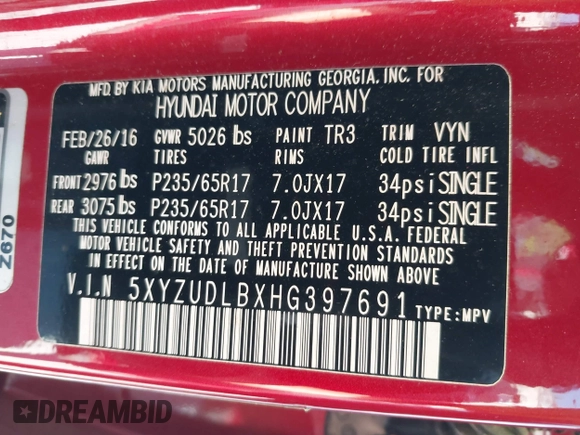 MFD. BY KIA MOTORS MANUFACTURING GEORGIA, INC. FOR
HYUNDAI MOTOR COMPANY
FEB/26/16 GVWR 5026 lbs PAINT TR3 TRIM VYN
GAWR TIRES RIMS COLD TIRE INFL
FRONT 2976 lbs P235/65R17 7.0JX17 34psi SINGLE
REAR 3075 lbs P235/65R17 7.0JX17 34psi SINGLE
THIS VEHICLE CONFORMS TO ALL APPLICABLE U.S.A. FEDERAL
MOTOR VEHICLE SAFETY AND THEFT PREVENTION STANDARDS
IN EFFECT ON THE DATE OF MANUFACTURE SHOWN ABOVE.
V.I.N 5XYZUDLBXHG397691 TYPE:MPV
Z670
DREAMBID